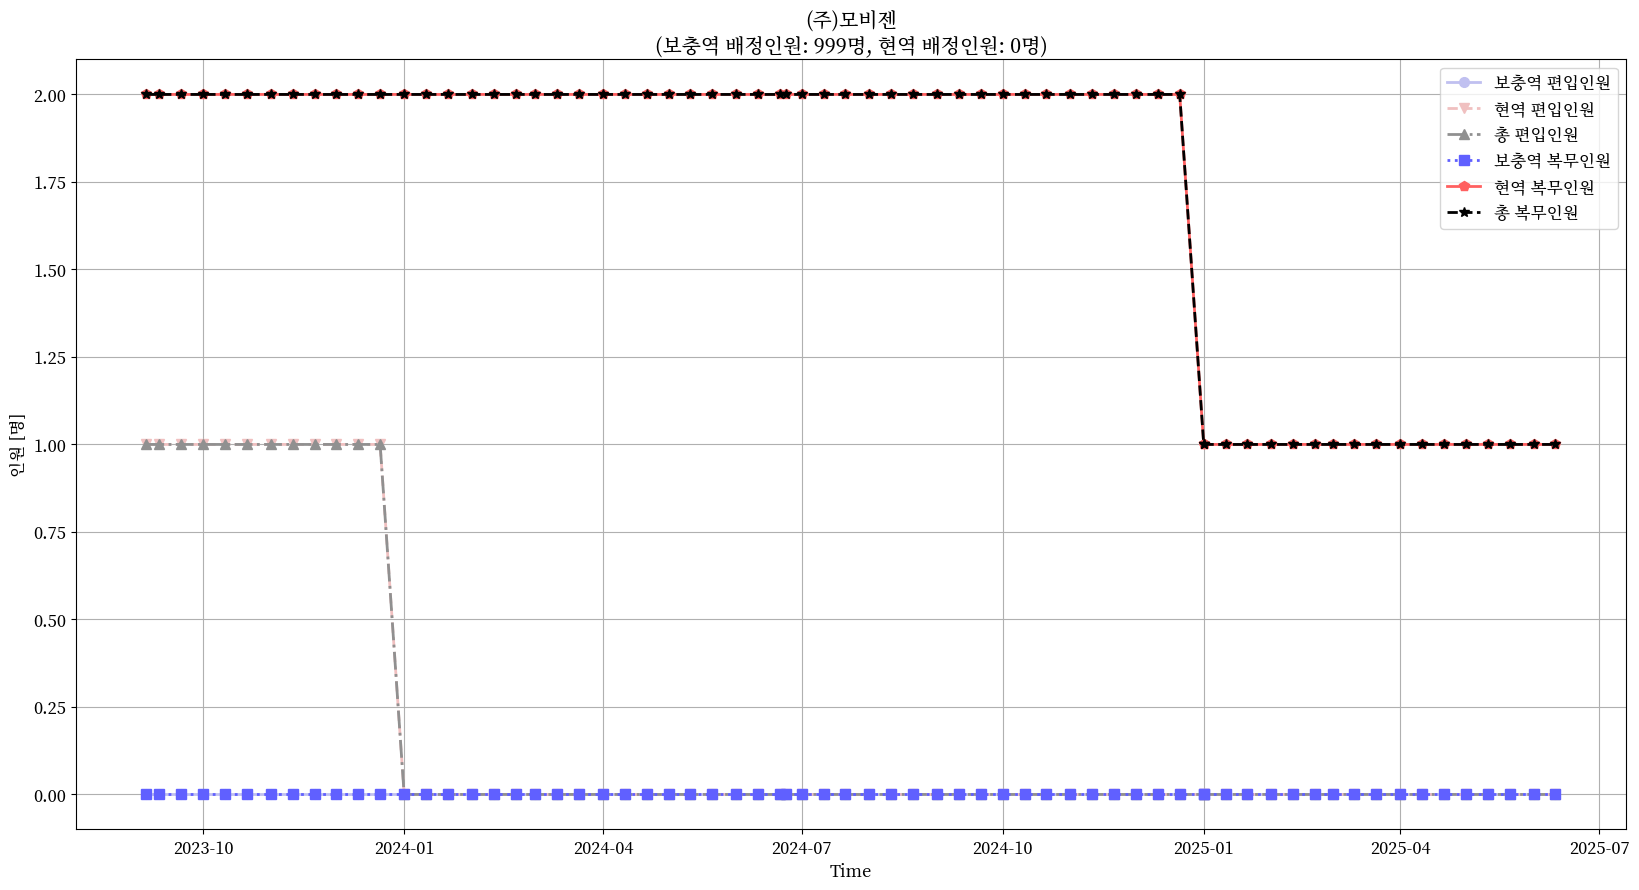 (주)모비젠
(보충역 배정인원: 999명, 현역 배정인원: 0명)
보충역 편입인원
현역 편입인원
총 편입인원
보충역 복무인원
현역 복무인원
총 복무인원
인원 [명]
2.00
1.75
1.50
1.25
1.00
0.75
0.50
0.25
0.00
2023-10 2024-01 2024-04 2024-07 2024-10 2025-01 2025-04 2025-07
Time